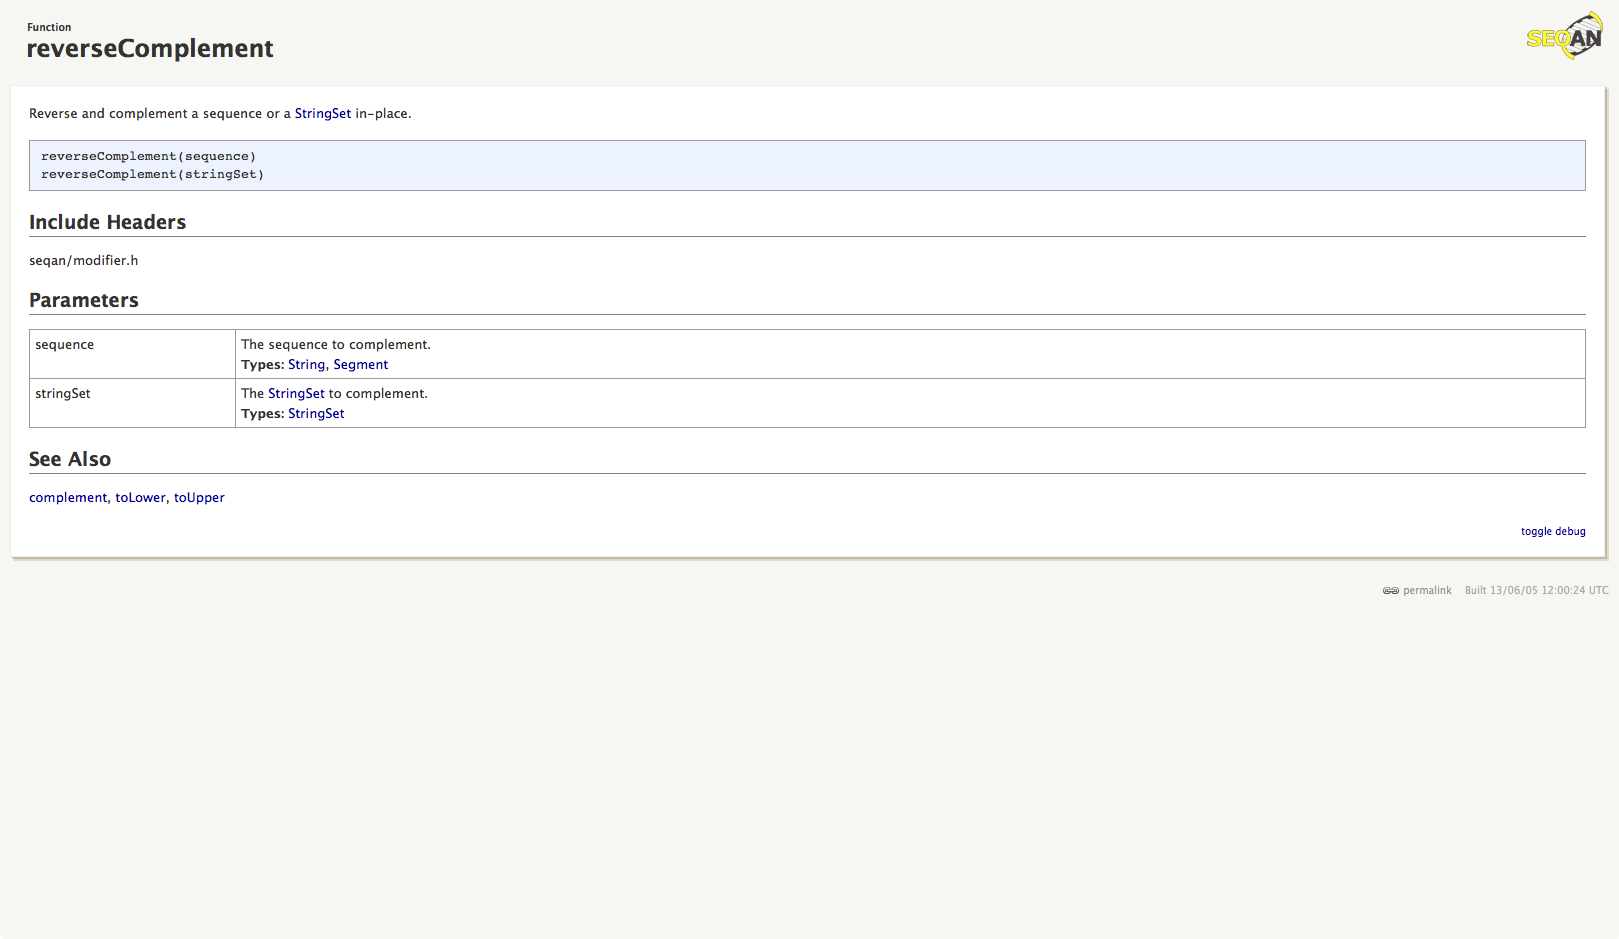 Function
reverseComplement
SEQAN
Reverse and complement a sequence or a StringSet in-place.
reverseComplement(sequence)
reverseComplement(stringSet)
Include Headers
seqan/modifier.h
Parameters
sequence
The sequence to complement.
Types: String, Segment
stringSet
The StringSet to complement.
Types: StringSet
See Also
complement, toLower, toUpper
toggle debug
permalink Built 13/06/05 12:00:24 UTC